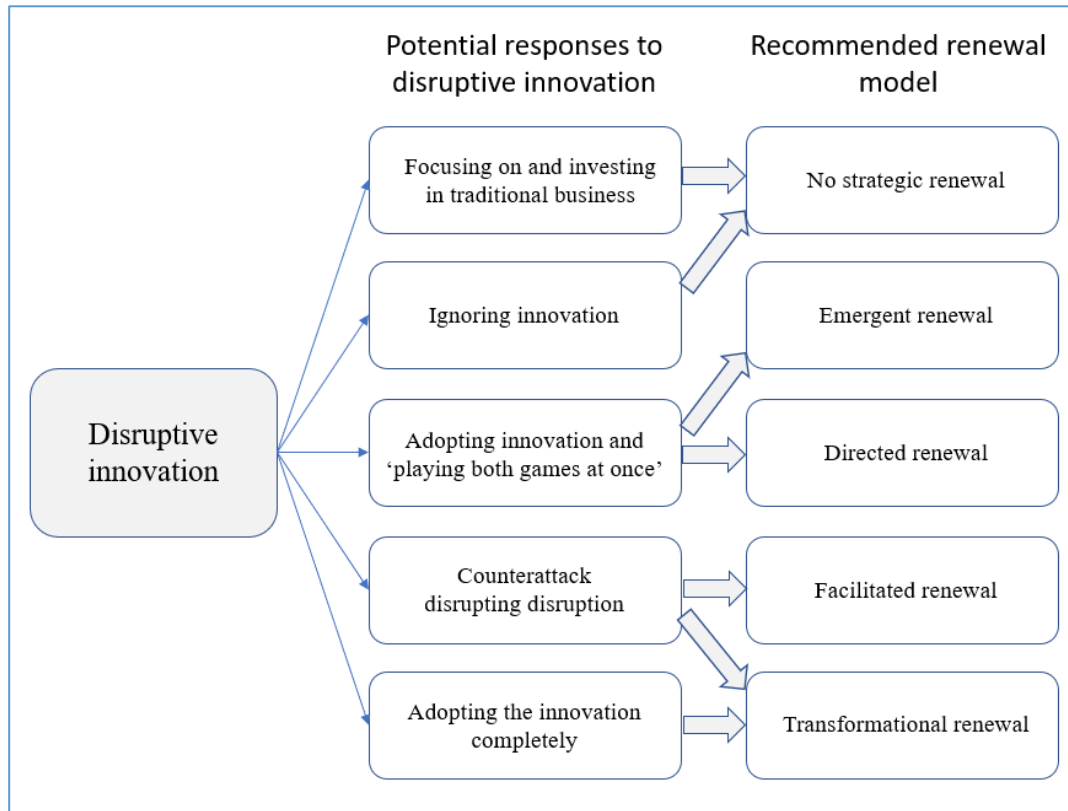 Potential responses to
disruptive innovation
Recommended renewal
model
Disruptive
innovation
Focusing on and investing
in traditional business
Ignoring innovation
Adopting innovation and
‘playing both games at once’
Counterattack
disrupting disruption
Adopting the innovation
completely
No strategic renewal
Emergent renewal
Directed renewal
Facilitated renewal
Transformational renewal